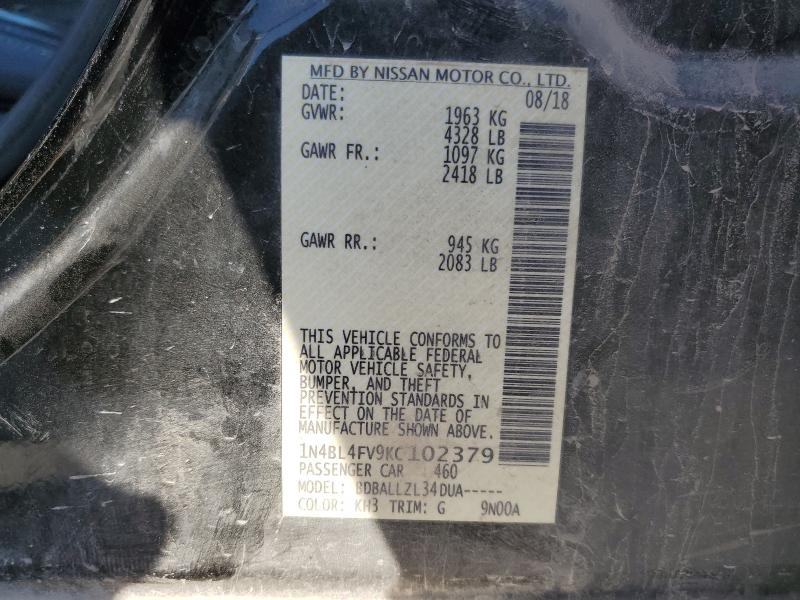 MFD BY NISSAN MOTOR CO., LTD.
DATE: 08/18
GVWR: 1963 KG
4328 LB
GAWR FR.: 1097 KG
2418 LB
GAWR RR.: 945 KG
2083 LB
THIS VEHICLE CONFORMS TO
ALL APPLICABLE FEDERAL
MOTOR VEHICLE SAFETY,
BUMPER, AND THEFT
PREVENTION STANDARDS IN
EFFECT ON THE DATE OF
MANUFACTURE SHOWN ABOVE.
1N4BL4FV9KC102379
PASSENGER CAR 460
MODEL: BDBALLZL34DUA-----
COLOR: KH3 TRIM: G 9N00A